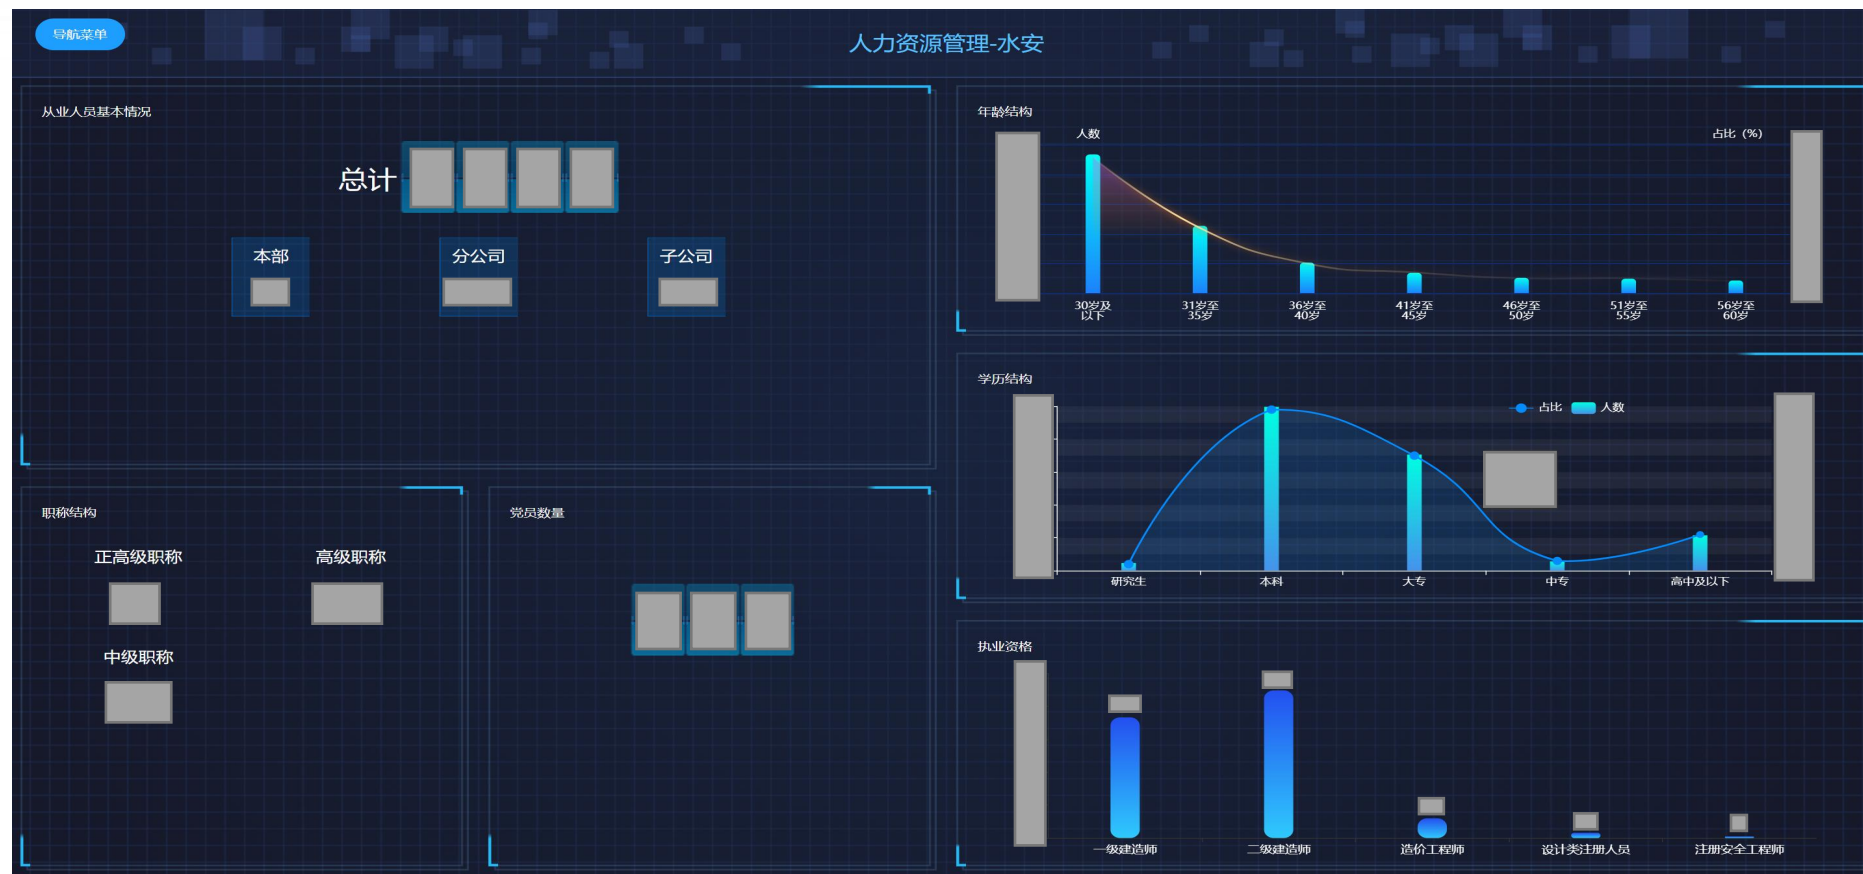 导航菜单
人力资源管理-水安
从业人员基本情况
总计
本部
分公司
子公司
职称结构
正高级职称
高级职称
中级职称
党员数量
年龄结构
人数
占比（%）
30岁及
以下
31岁至
35岁
36岁至
40岁
41岁至
45岁
46岁至
50岁
51岁至
55岁
56岁至
60岁
学历结构
占比
人数
研究生
本科
大专
中专
高中及以下
执业资格
一级建造师
二级建造师
造价工程师
设计类注册人员
注册安全工程师